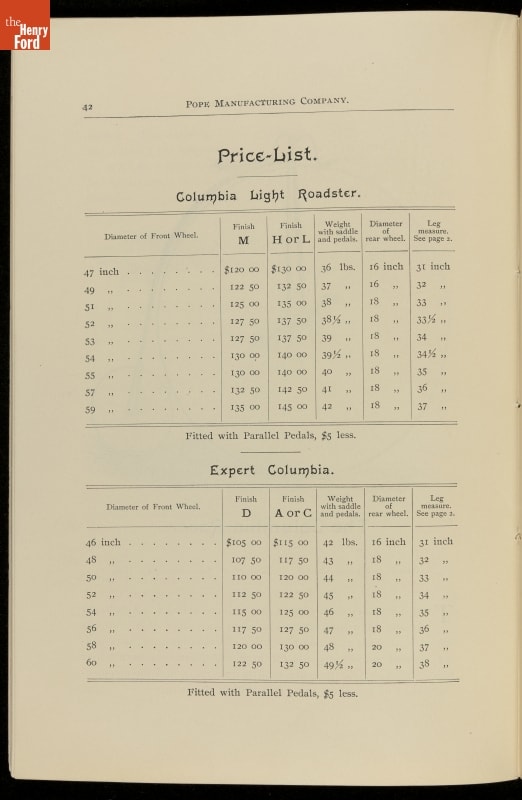 the
Henry
Ford
42 Pope Manufacturing Company.
Price-List.
Columbia Light Roadster.
Diameter of Front Wheel. Finish M Finish H or L Weight with saddle and pedals. Diameter of rear wheel. Leg measure. See page 2.
47 inch . . . . . . . . $120 00 $130 00 36 lbs. 16 inch 31 inch
49 „ . . . . . . . . 122 50 132 50 37 „ 16 „ 32 „
51 „ . . . . . . . . 125 00 135 00 38 „ 18 „ 33 „
52 „ . . . . . . . . 127 50 137 50 38½ „ 18 „ 33½ „
53 „ . . . . . . . . 127 50 137 50 39 „ 18 „ 34 „
54 „ . . . . . . . . 130 00 140 00 39½ „ 18 „ 34½ „
55 „ . . . . . . . . 130 00 140 00 40 „ 18 „ 35 „
57 „ . . . . . . . . 132 50 142 50 41 „ 18 „ 36 „
59 „ . . . . . . . . 135 00 145 00 42 „ 18 „ 37 „
Fitted with Parallel Pedals, $5 less.
Expert Columbia.
Diameter of Front Wheel. Finish D Finish A or C Weight with saddle and pedals. Diameter of rear wheel. Leg measure. See page 2.
46 inch . . . . . . . . $105 00 $115 00 42 lbs. 16 inch 31 inch
48 „ . . . . . . . . 107 50 117 50 43 „ 18 „ 32 „
50 „ . . . . . . . . 110 00 120 00 44 „ 18 „ 33 „
52 „ . . . . . . . . 112 50 122 50 45 „ 18 „ 34 „
54 „ . . . . . . . . 115 00 125 00 46 „ 18 „ 35 „
56 „ . . . . . . . . 117 50 127 50 47 „ 18 „ 36 „
58 „ . . . . . . . . 120 00 130 00 48 „ 20 „ 37 „
60 „ . . . . . . . . 122 50 132 50 49½ „ 20 „ 38 „
Fitted with Parallel Pedals, $5 less.